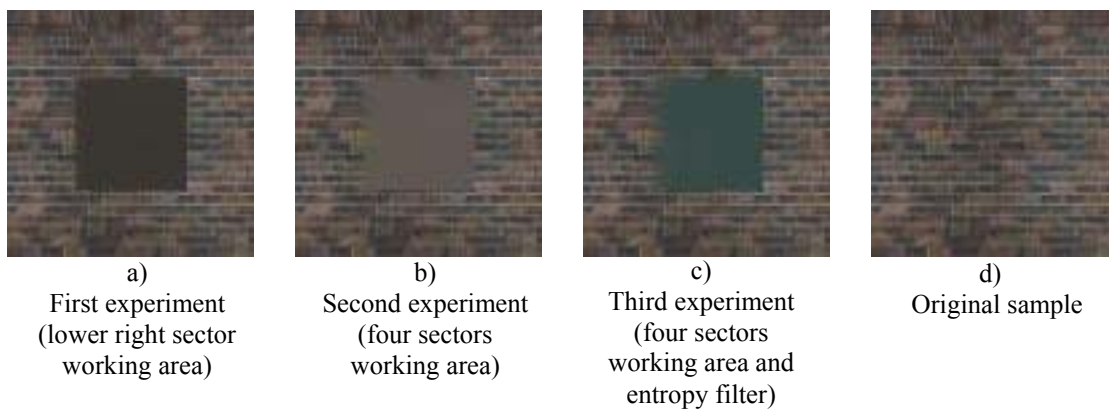 a)
First experiment
(lower right sector
working area)
b)
Second experiment
(four sectors
working area)
c)
Third experiment
(four sectors
working area and
entropy filter)
d)
Original sample